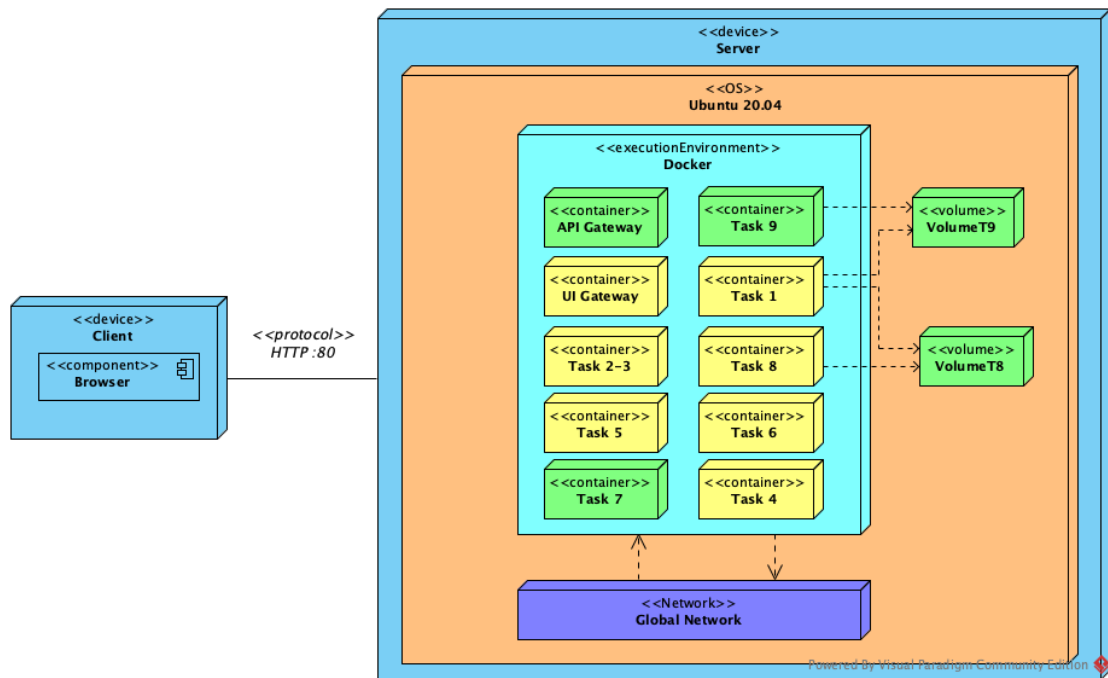 <<device>>
Server
<<OS>>
Ubuntu 20.04
<<executionEnvironment>>
Docker
<<container>>
API Gateway
<<container>>
Task 9
<<volume>>
VolumeT9
<<container>>
UI Gateway
<<container>>
Task 1
<<device>>
Client
<<component>>
Browser
<<protocol>>
HTTP :80
<<container>>
Task 2-3
<<container>>
Task 8
<<volume>>
VolumeT8
<<container>>
Task 5
<<container>>
Task 6
<<container>>
Task 7
<<container>>
Task 4
<<Network>>
Global Network
Powered By Visual Paradigm Community Edition